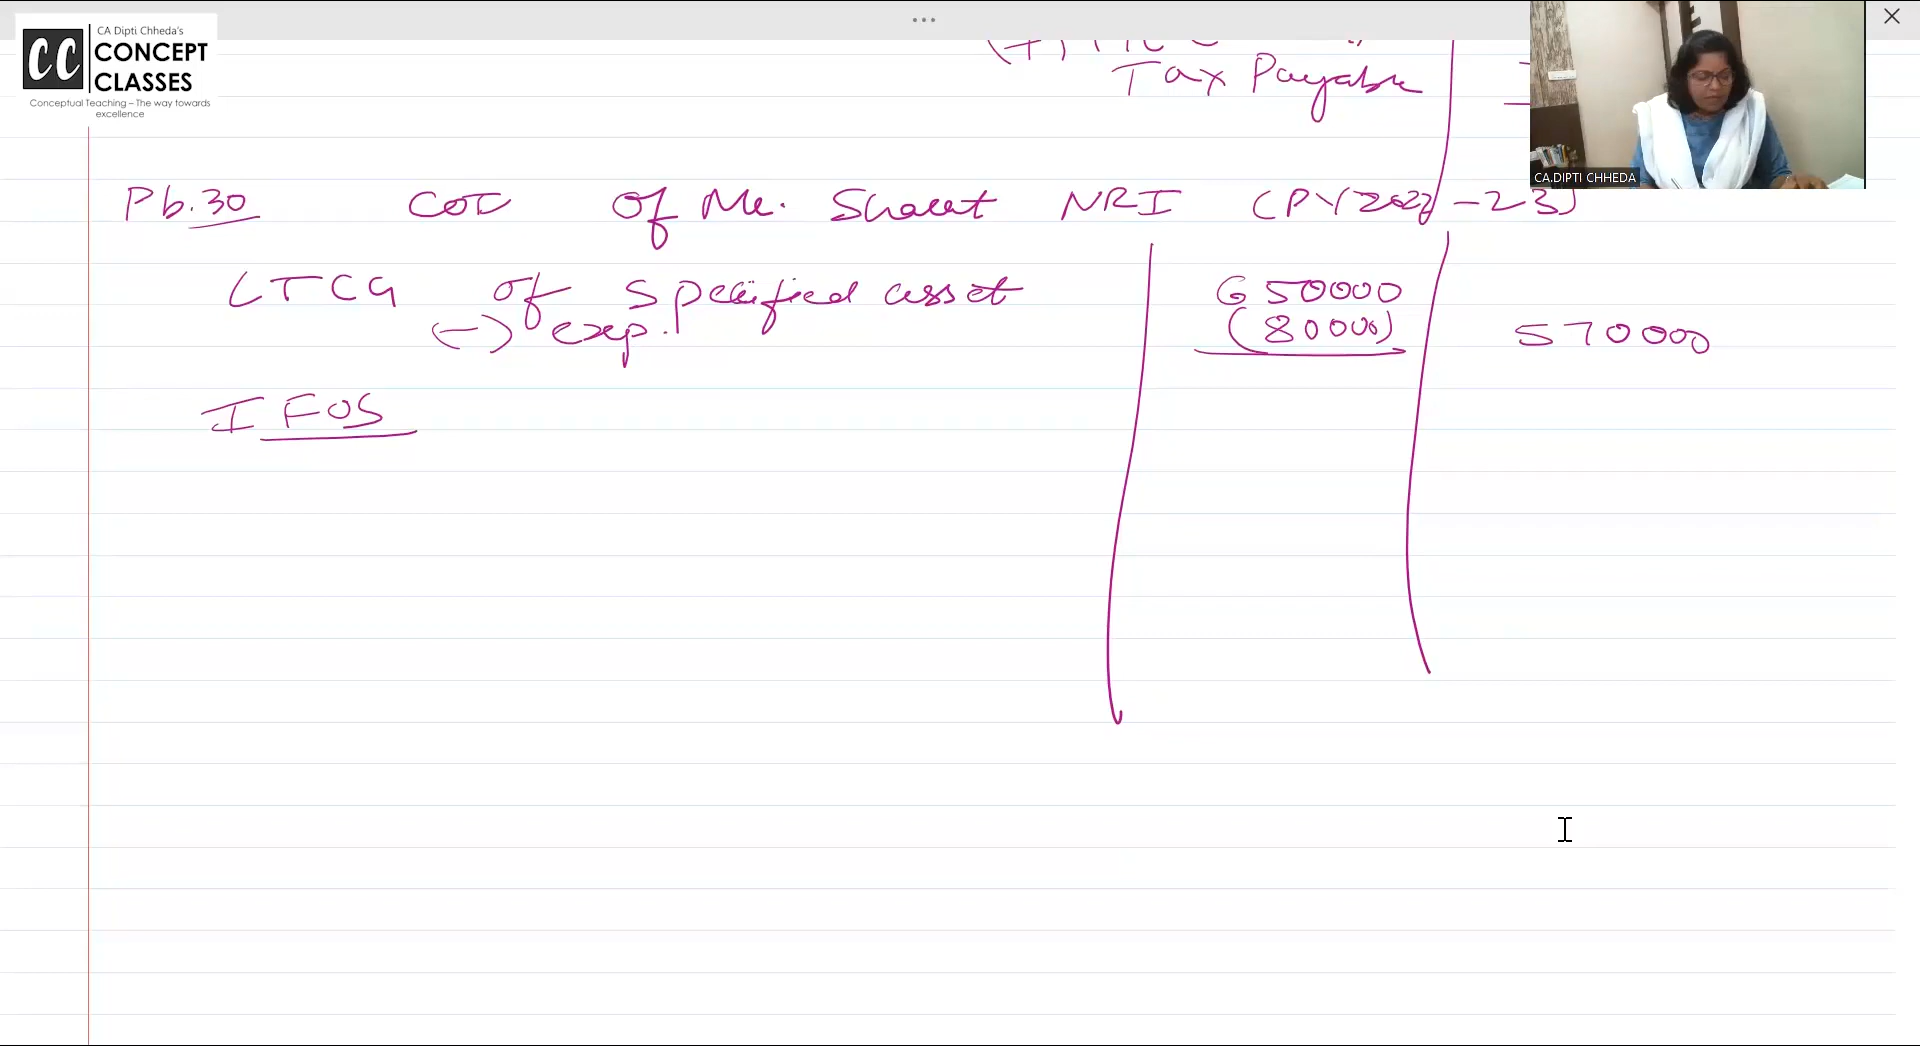 CA Dipti Chheda's
CC CONCEPT
CLASSES
Conceptual Teaching – The way towards
excellence
Tax Payable
CA.DIPTI CHHEDA
Pb.30 COI of Mr. Sharat NRI (PY 2022-23)
LTCG of Specified asset 650000
(-) exp. (80000) 570000
IFOS